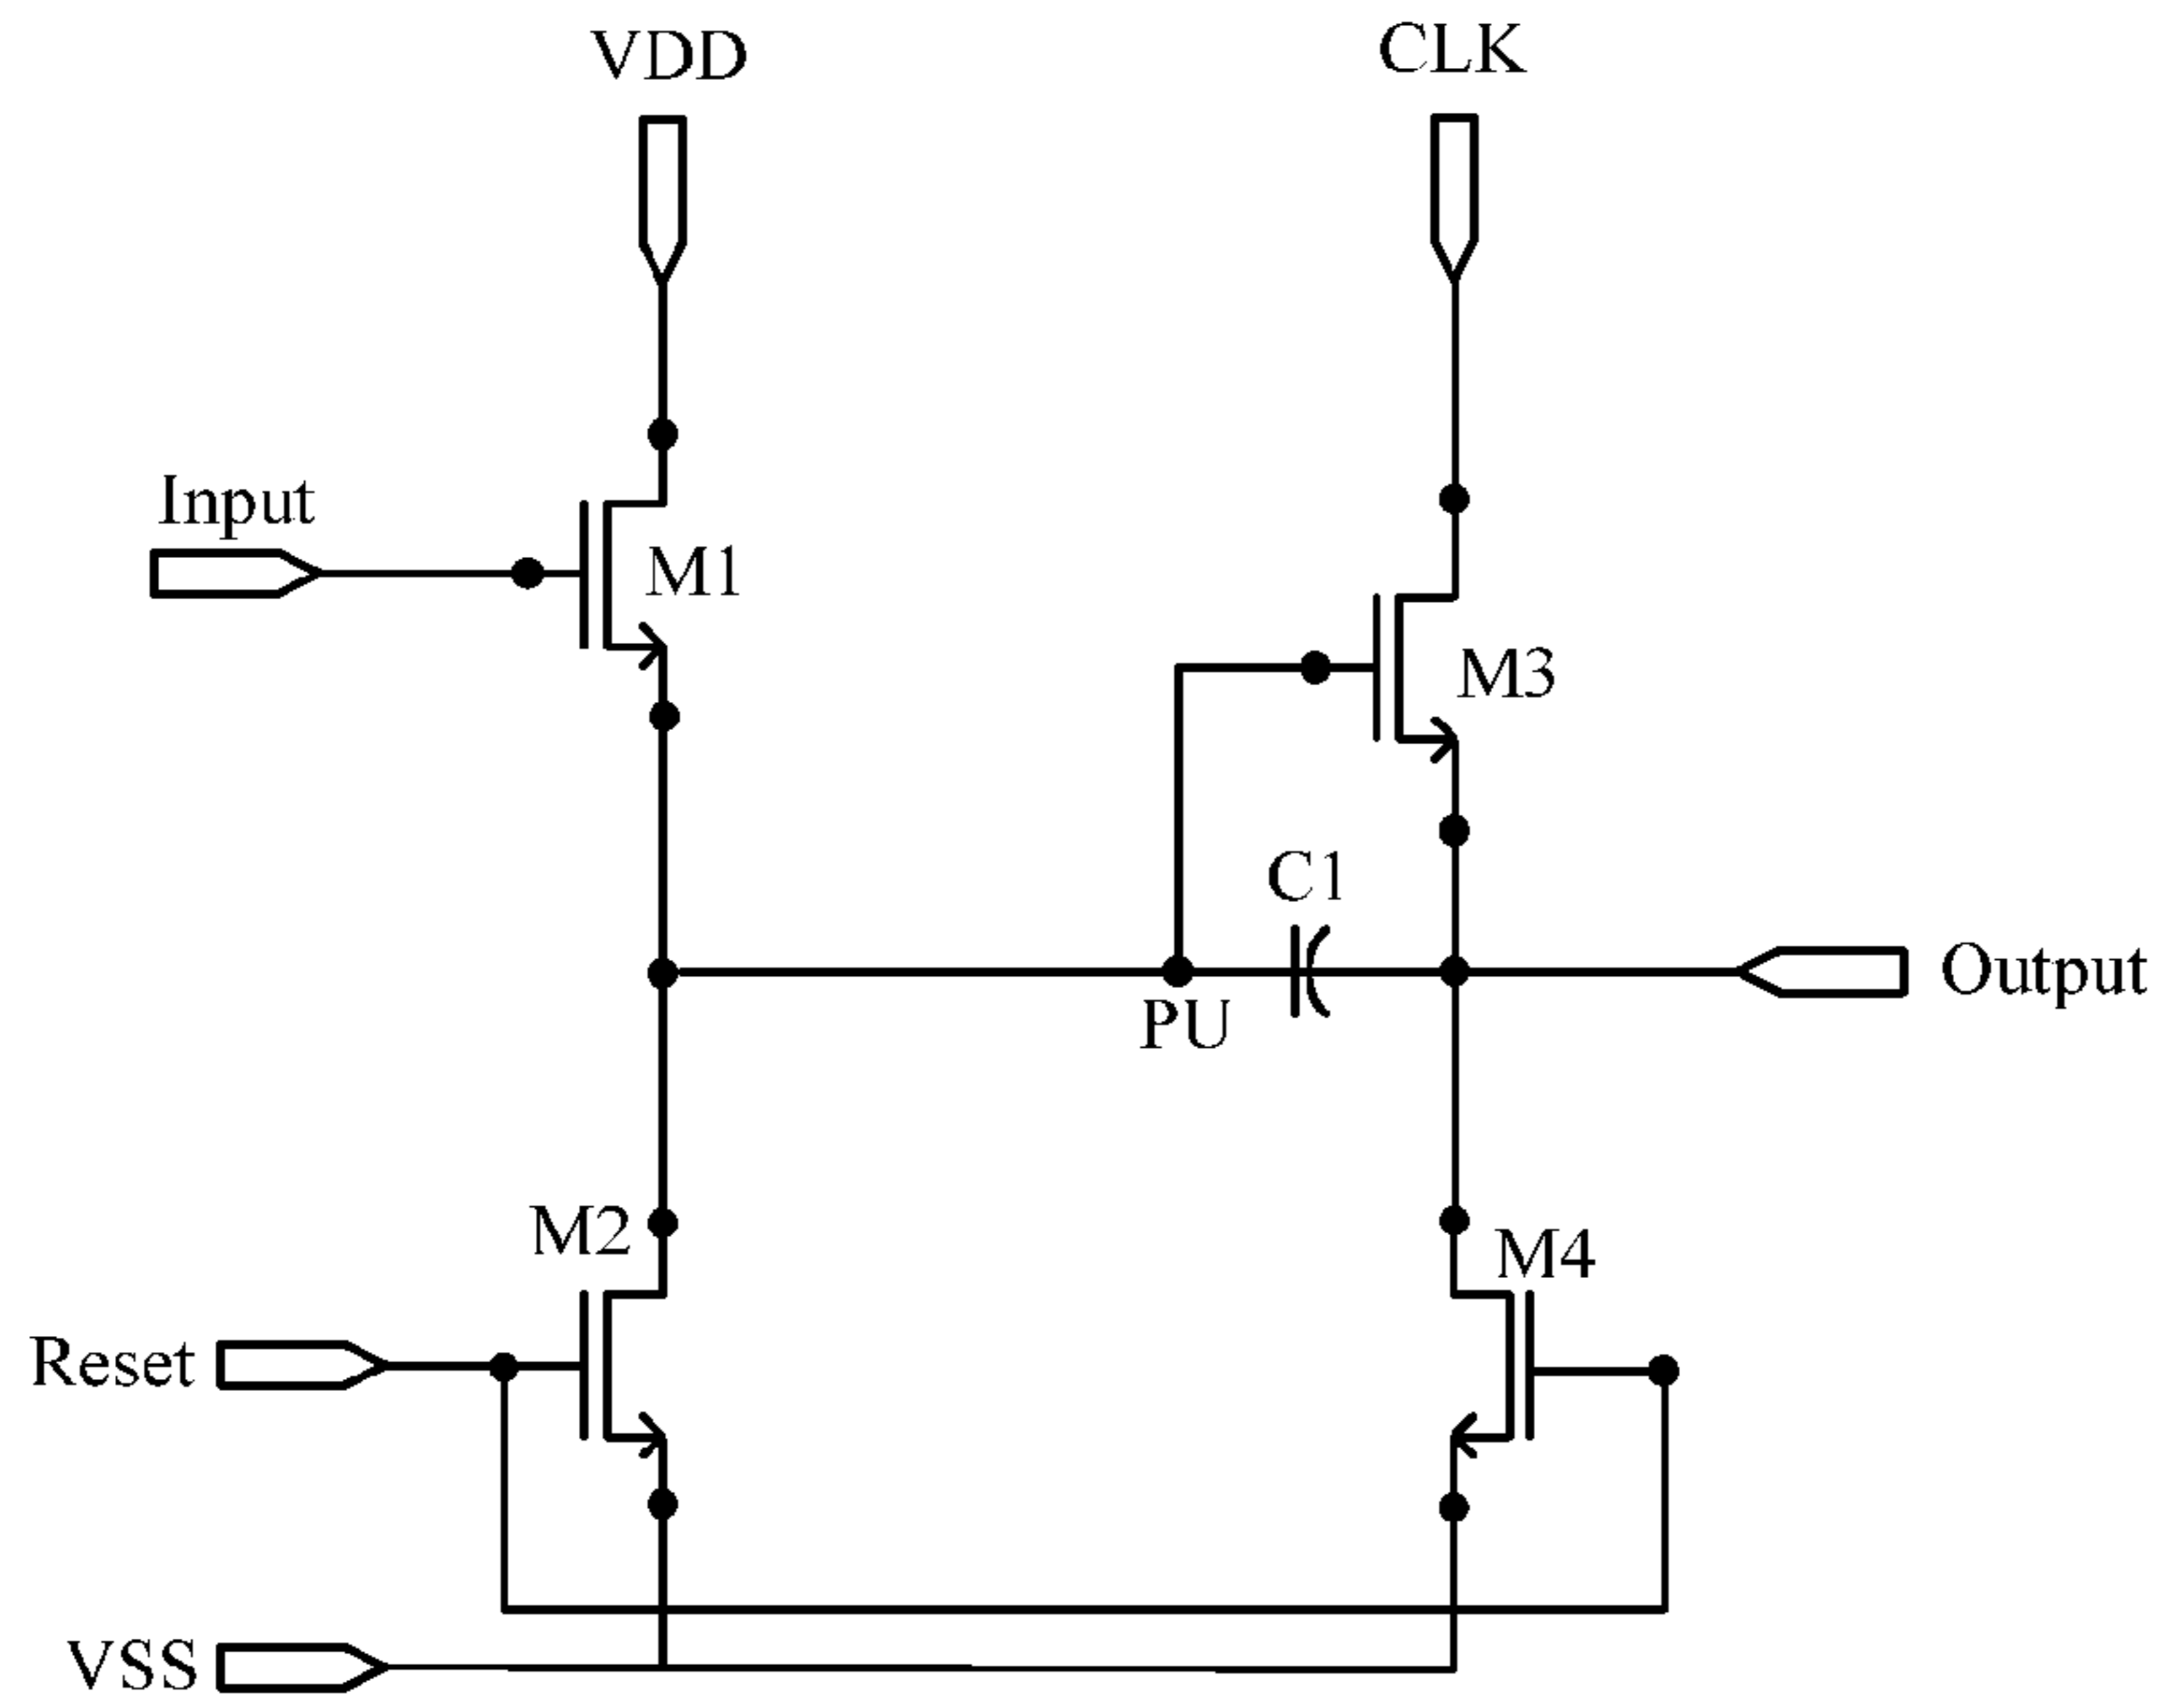 VDD
CLK
Input
M1
M3
C1
Output
PU
M2
M4
Reset
VSS